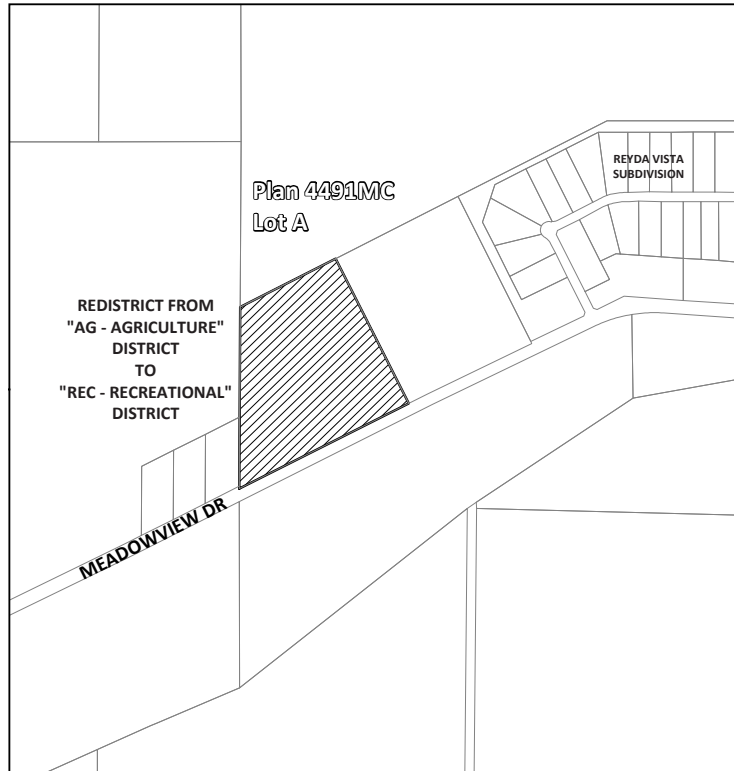 Plan 4491MC
Lot A
REYDA VISTA
SUBDIVISION
REDISTRICT FROM
"AG - AGRICULTURE"
DISTRICT
TO
"REC - RECREATIONAL"
DISTRICT
MEADOWVIEW DR